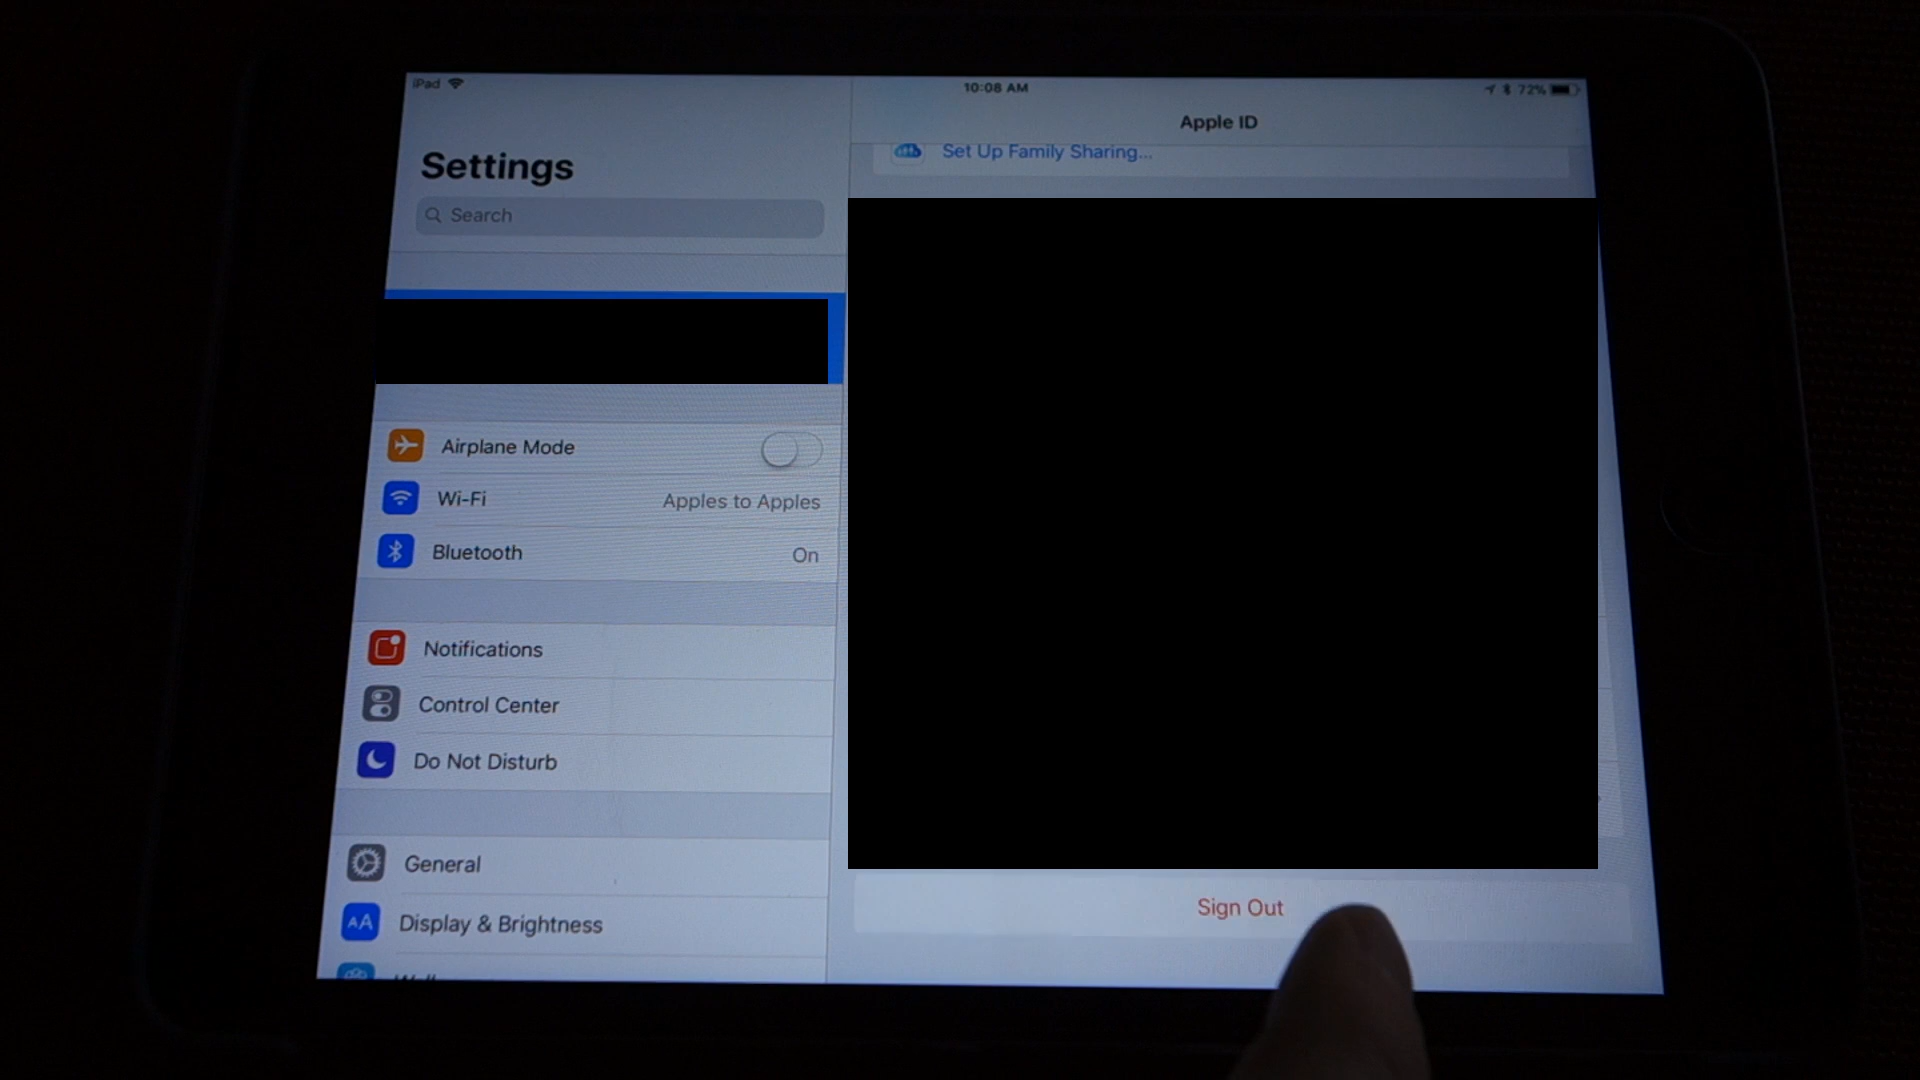 iPad
10:08 AM
72%
Apple ID
Set Up Family Sharing...
Settings
Search
Airplane Mode
Wi-Fi
Apples to Apples
Bluetooth
On
Notifications
Control Center
Do Not Disturb
General
AA
Display & Brightness
Sign Out